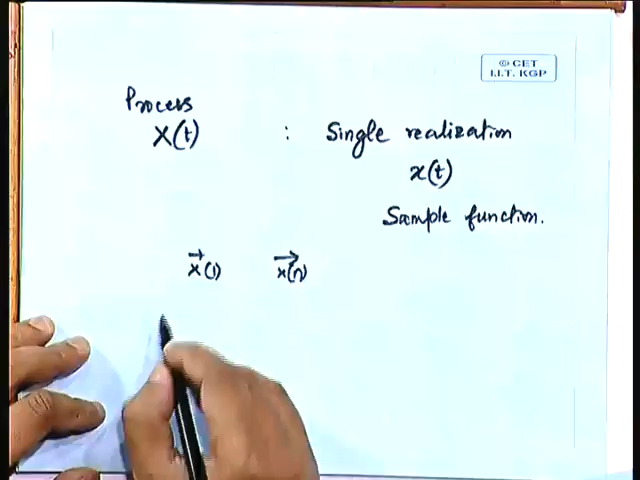 © CET
I.I.T. KGP
Process
X(t) : Single realization
x(t)
Sample function.
x⃗(1) x⃗(n)